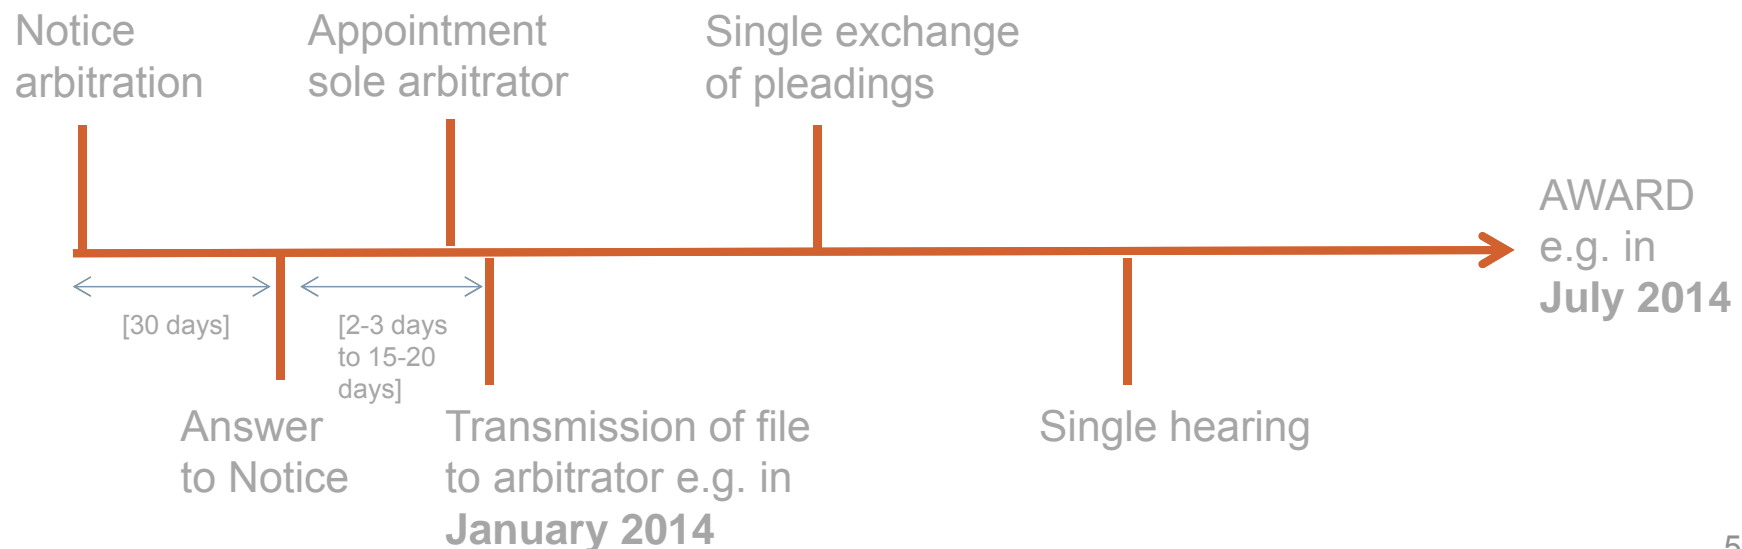 Notice
arbitration
Appointment
sole arbitrator
Single exchange
of pleadings
AWARD
e.g. in
July 2014
[30 days]
[2-3 days
to 15-20
days]
Answer
to Notice
Transmission of file
to arbitrator e.g. in
January 2014
Single hearing
5